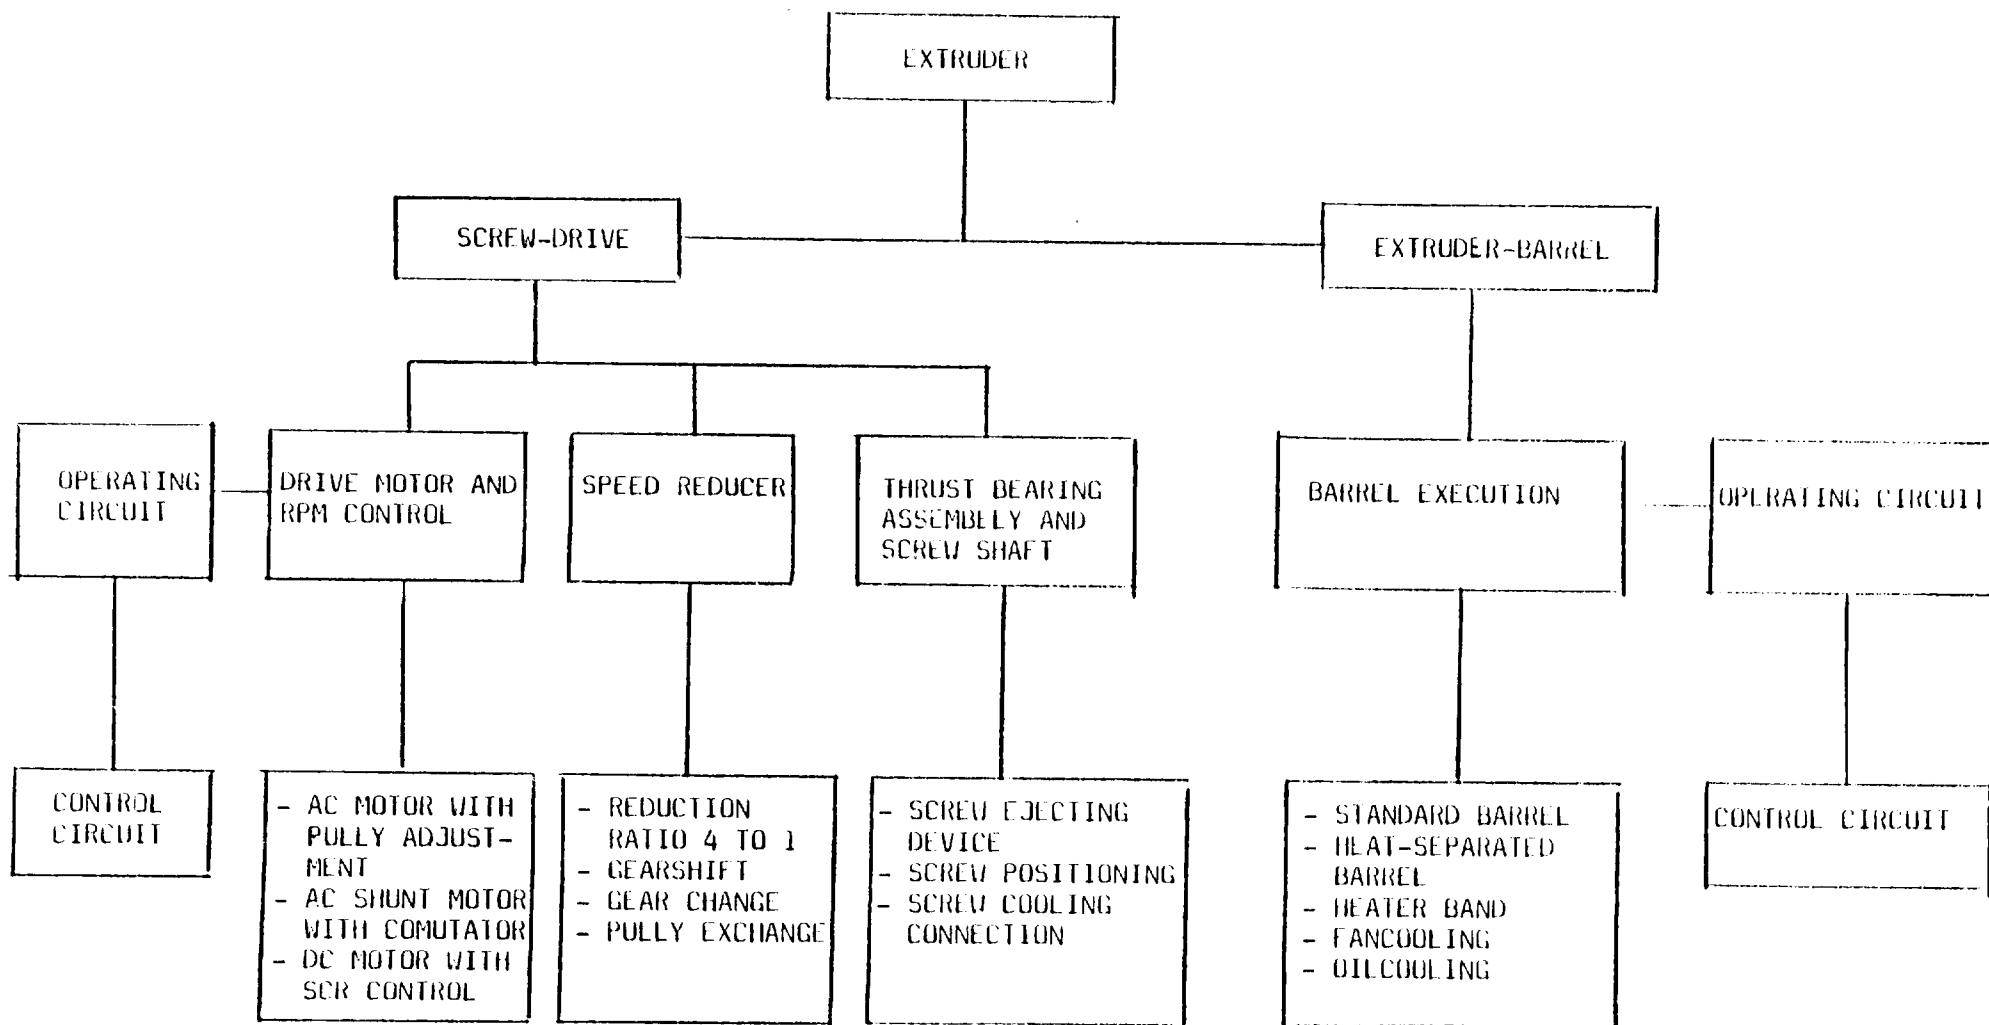 EXTRUDER
SCREW-DRIVE
EXTRUDER-BARREL
OPERATING
CIRCUIT
DRIVE MOTOR AND
RPM CONTROL
SPEED REDUCER
THRUST BEARING
ASSEMBELY AND
SCREW SHAFT
BARREL EXECUTION
OPERATING CIRCUIT
CONTROL
CIRCUIT
- AC MOTOR WITH
PULLY ADJUST-
MENT
- AC SHUNT MOTOR
WITH COMUTATOR
- DC MOTOR WITH
SCR CONTROL
- REDUCTION
RATIO 4 TO 1
- GEARSHIFT
- GEAR CHANGE
- PULLY EXCHANGE
- SCREW EJECTING
DEVICE
- SCREW POSITIONING
- SCREW COOLING
CONNECTION
- STANDARD BARREL
- HEAT-SEPARATED
BARREL
- HEATER BAND
- FANCOOLING
- OILCOOLING
CONTROL CIRCUIT